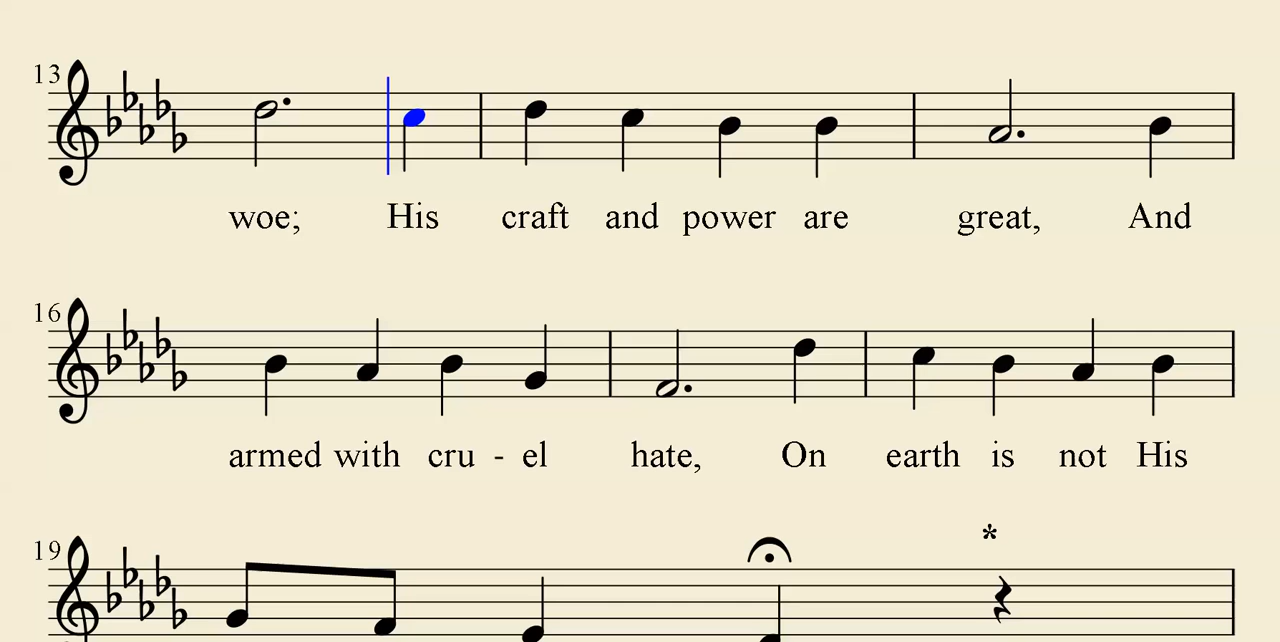 13
woe; His craft and power are great, And
16
armed with cru - el hate, On earth is not His
*
19